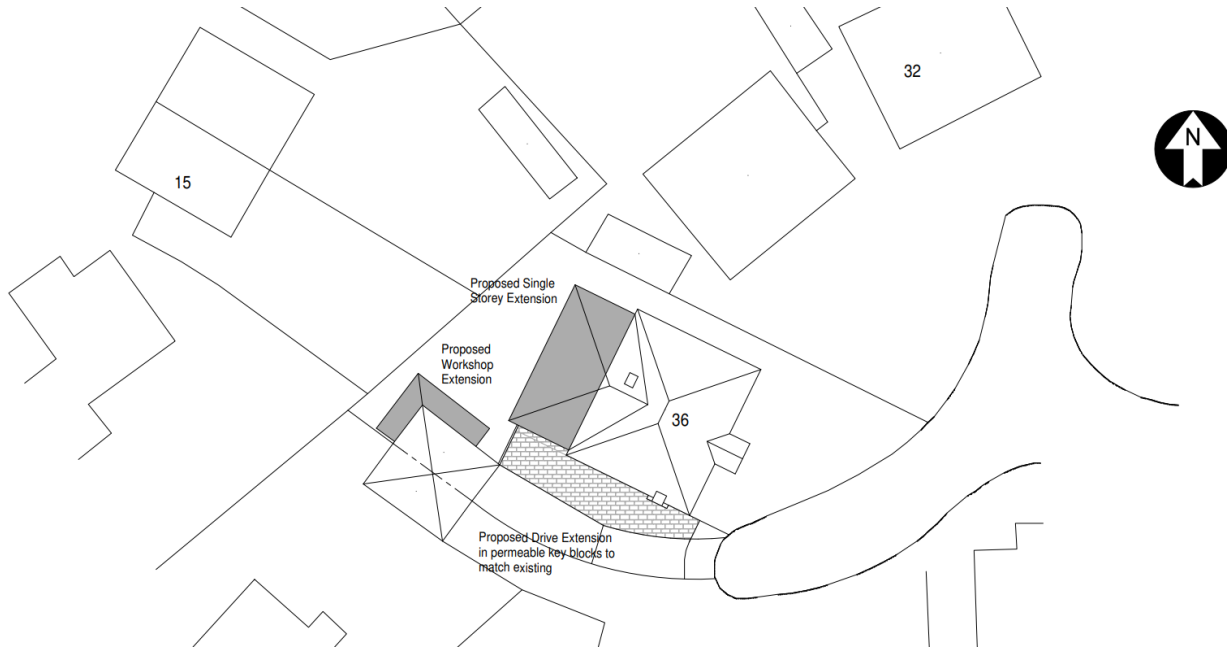 32
N
15
Proposed Single
Storey Extension
Proposed
Workshop
Extension
36
Proposed Drive Extension
in permeable key blocks to
match existing